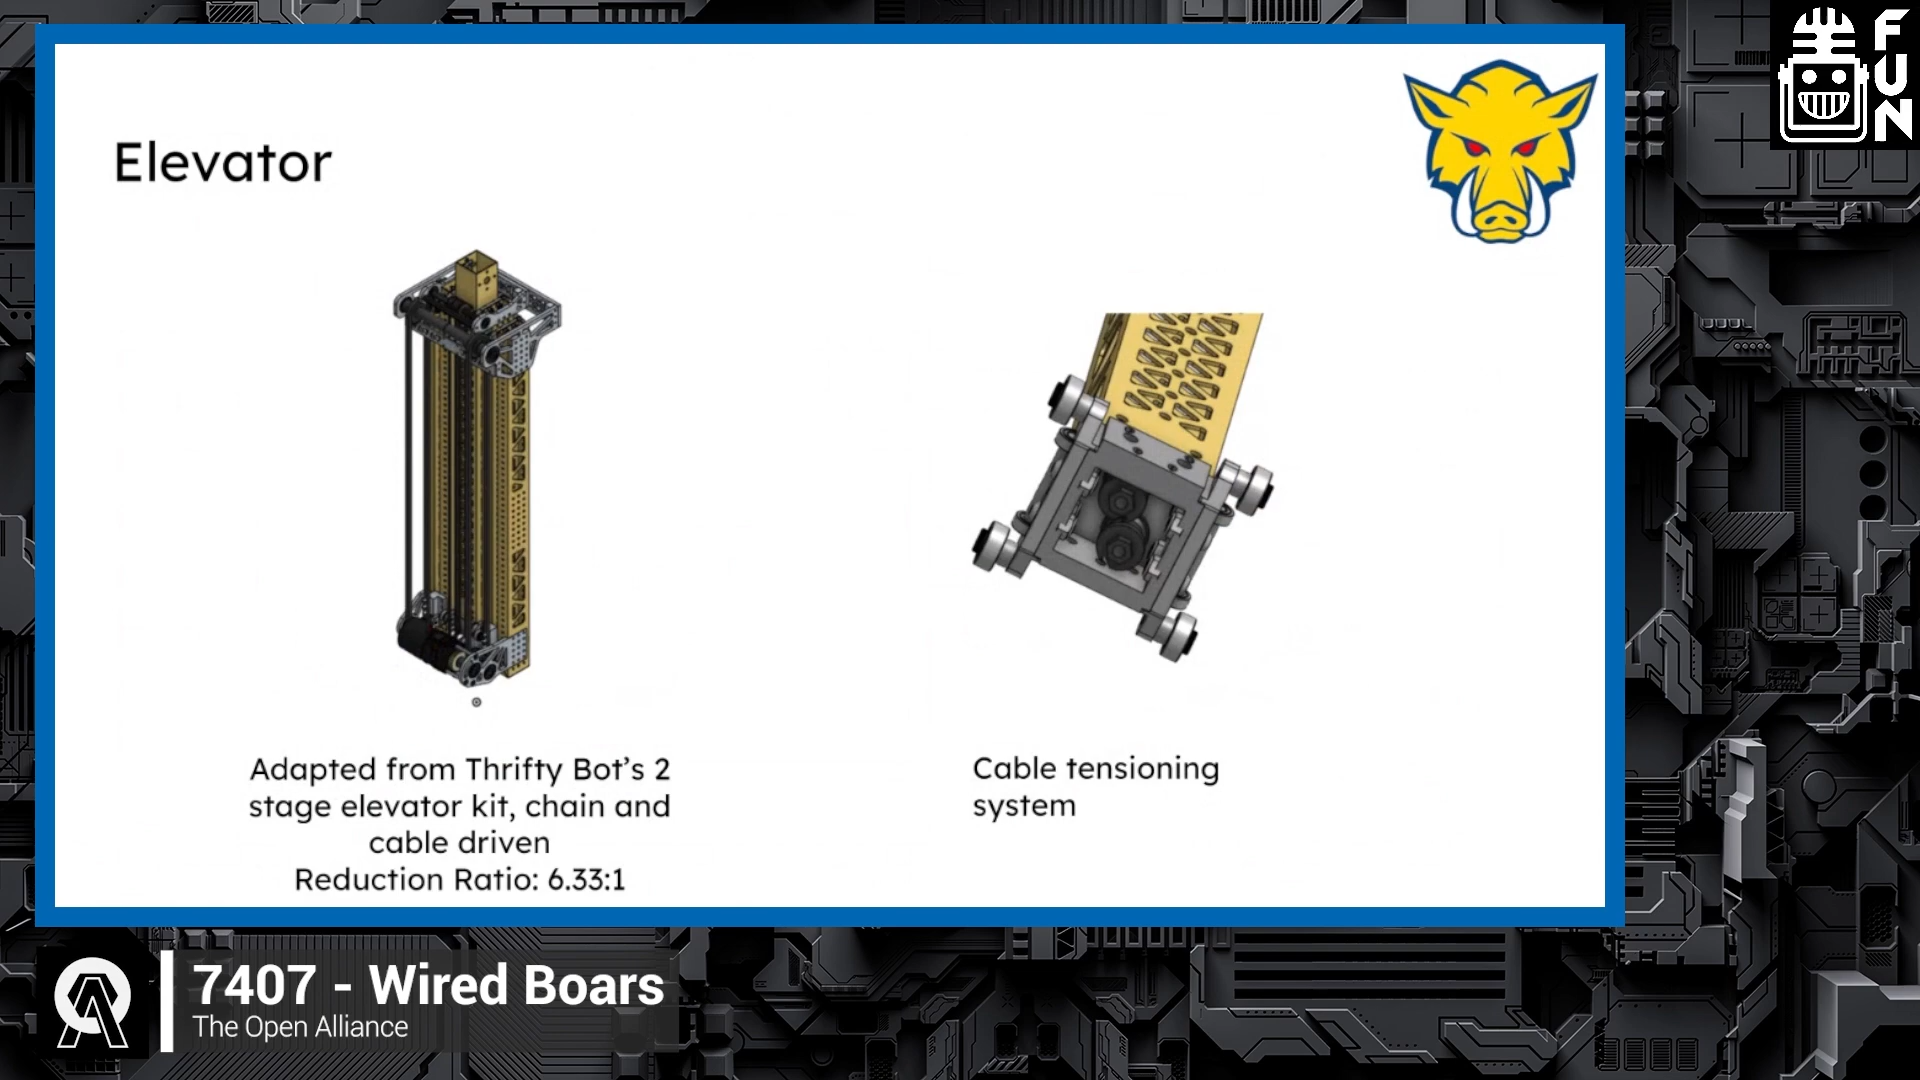 FUN
Elevator
Adapted from Thrifty Bot's 2
stage elevator kit, chain and
cable driven
Reduction Ratio: 6.33:1
Cable tensioning
system
7407 - Wired Boars
The Open Alliance